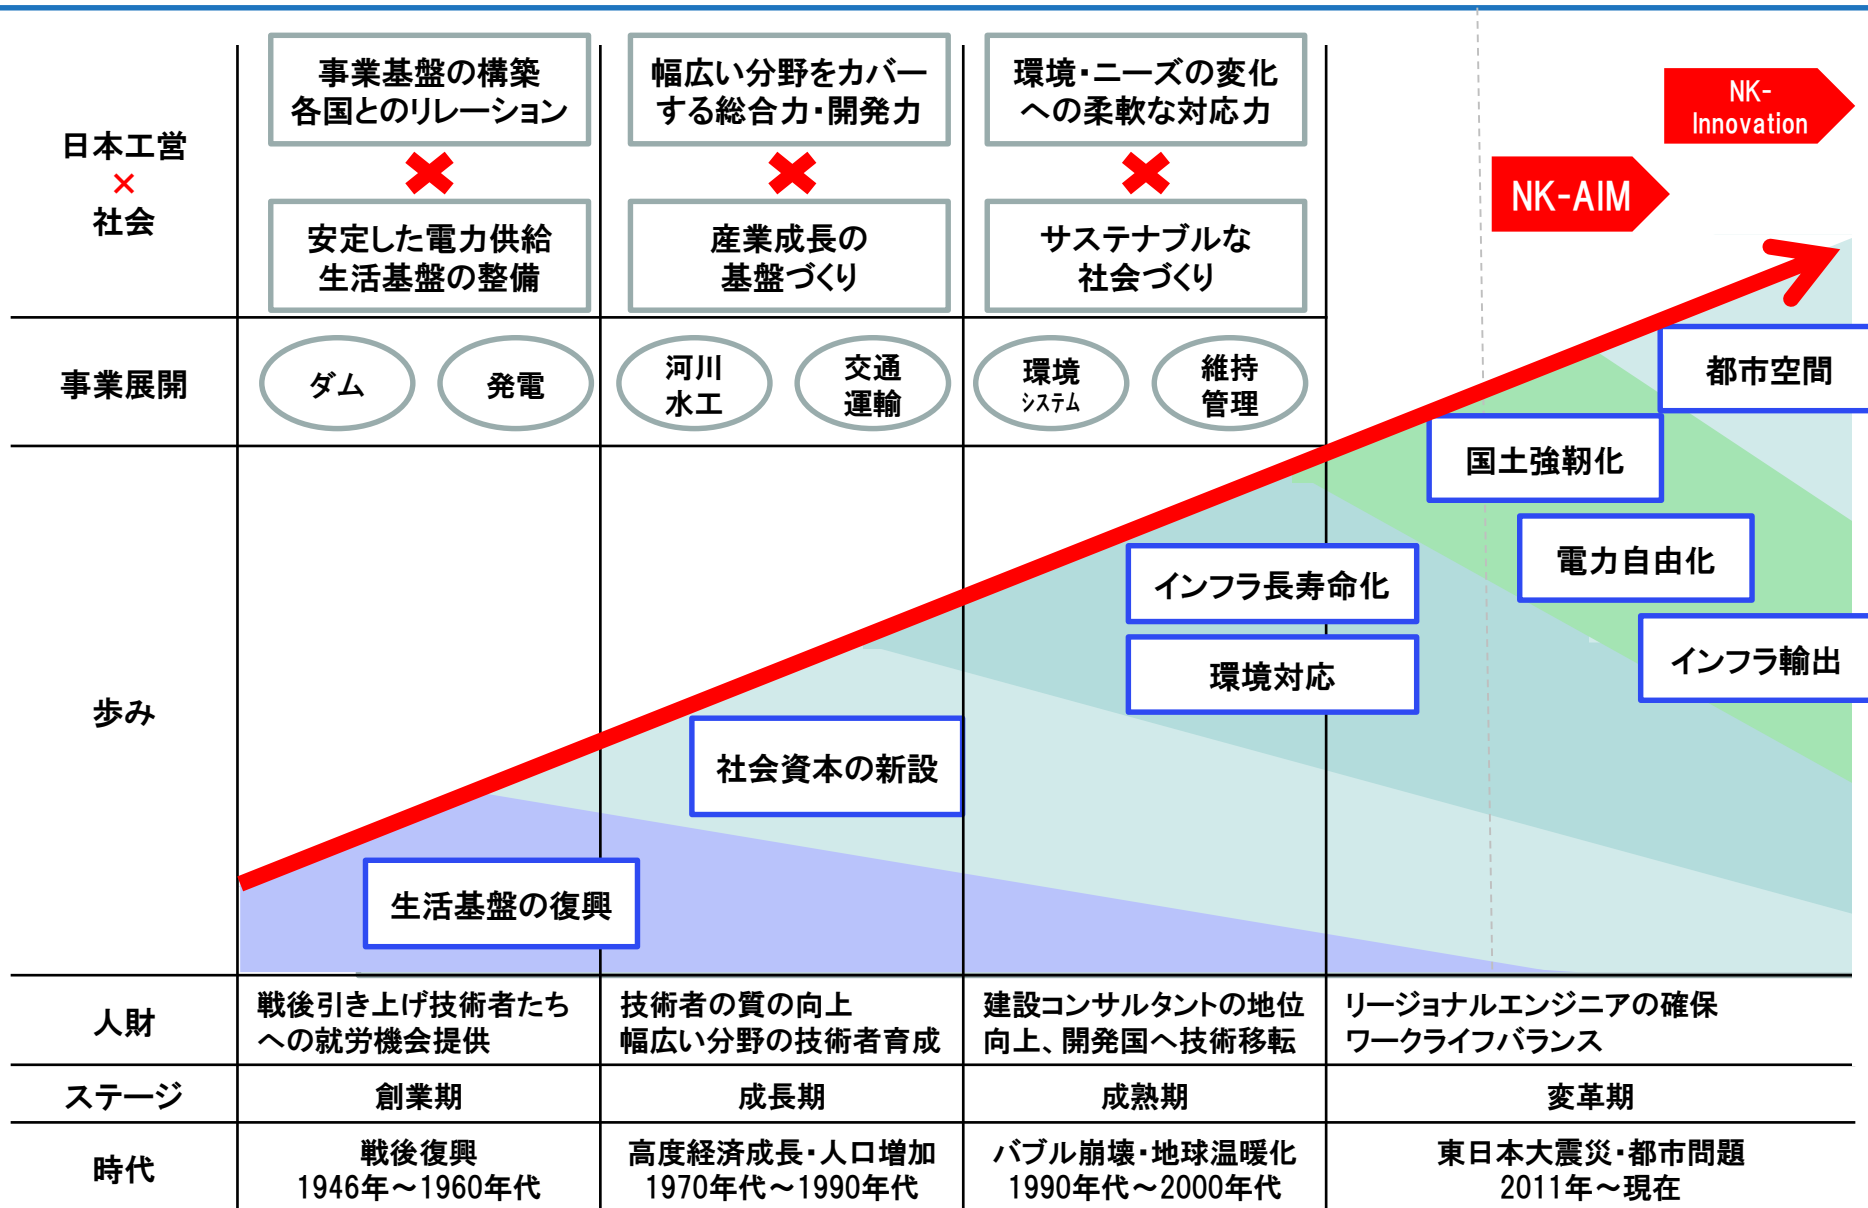 日本工営
×
社会
事業基盤の構築
各国とのリレーション
安定した電力供給
生活基盤の整備
幅広い分野をカバー
する総合力・開発力
産業成長の
基盤づくり
環境・ニーズの変化
への柔軟な対応力
サステナブルな
社会づくり
NK-
Innovation
NK-AIM
事業展開
ダム
発電
河川
水工
交通
運輸
環境
システム
維持
管理
都市空間
国土強靭化
電力自由化
インフラ輸出
インフラ長寿命化
環境対応
歩み
社会資本の新設
生活基盤の復興
人財
戦後引き上げ技術者たち
への就労機会提供
技術者の質の向上
幅広い分野の技術者育成
建設コンサルタントの地位
向上、開発国へ技術移転
リージョナルエンジニアの確保
ワークライフバランス
ステージ
創業期
成長期
成熟期
変革期
時代
戦後復興
1946年～1960年代
高度経済成長・人口増加
1970年代～1990年代
バブル崩壊・地球温暖化
1990年代～2000年代
東日本大震災・都市問題
2011年～現在